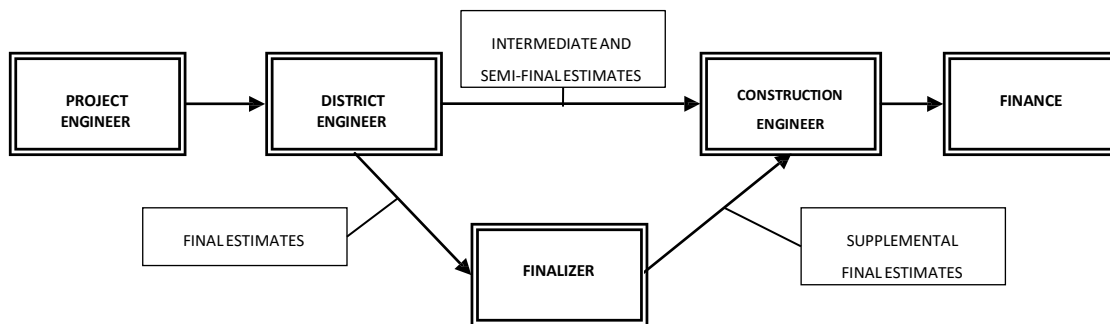 INTERMEDIATE AND
SEMI-FINAL ESTIMATES
PROJECT
ENGINEER
DISTRICT
ENGINEER
CONSTRUCTION
ENGINEER
FINANCE
FINAL ESTIMATES
FINALIZER
SUPPLEMENTAL
FINAL ESTIMATES